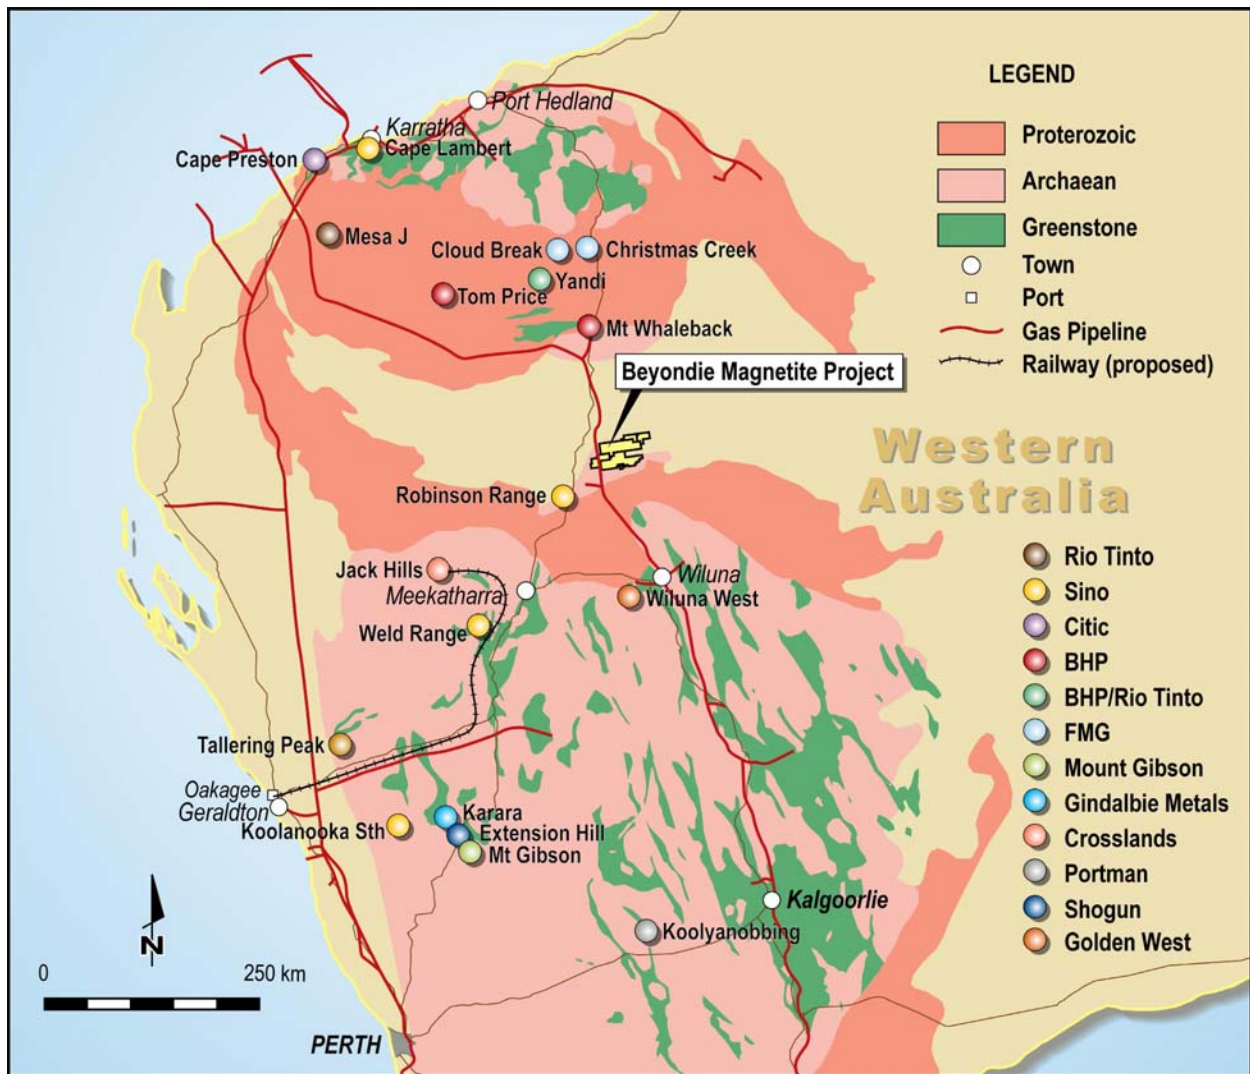 LEGEND
Proterozoic
Archaean
Greenstone
Town
Port
Gas Pipeline
Railway (proposed)
Port Hedland
Karratha
Cape Lambert
Cape Preston
Mesa J
Cloud Break
Christmas Creek
Yandi
Tom Price
Mt Whaleback
Beyondie Magnetite Project
Western
Australia
Robinson Range
Jack Hills
Meekatharra
Wiluna
Wiluna West
Weld Range
Tallering Peak
Oakagee
Geraldton
Koolanooka Sth
Karara
Extension Hill
Mt Gibson
Kalgoorlie
Koolyanobbing
Rio Tinto
Sino
Citic
BHP
BHP/Rio Tinto
FMG
Mount Gibson
Gindalbie Metals
Crosslands
Portman
Shogun
Golden West
N
0 250 km
PERTH